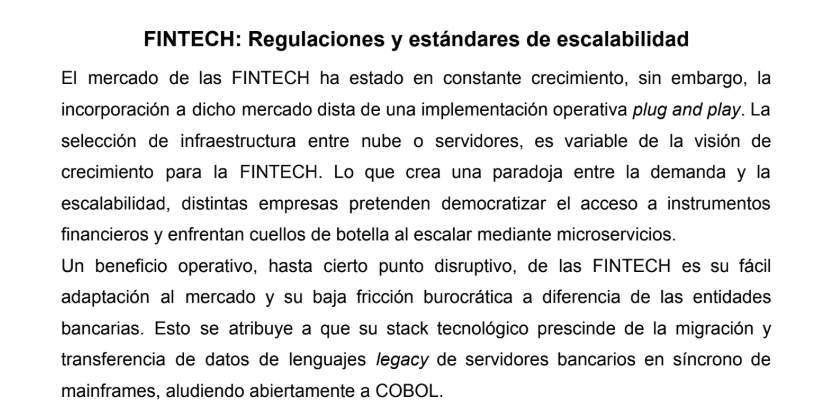 FINTECH: Regulaciones y estándares de escalabilidad
El mercado de las FINTECH ha estado en constante crecimiento, sin embargo, la
incorporación a dicho mercado dista de una implementación operativa plug and play. La
selección de infraestructura entre nube o servidores, es variable de la visión de
crecimiento para la FINTECH. Lo que crea una paradoja entre la demanda y la
escalabilidad, distintas empresas pretenden democratizar el acceso a instrumentos
financieros y enfrentan cuellos de botella al escalar mediante microservicios.
Un beneficio operativo, hasta cierto punto disruptivo, de las FINTECH es su fácil
adaptación al mercado y su baja fricción burocrática a diferencia de las entidades
bancarias. Esto se atribuye a que su stack tecnológico prescinde de la migración y
transferencia de datos de lenguajes legacy de servidores bancarios en síncrono de
mainframes, aludiendo abiertamente a COBOL.